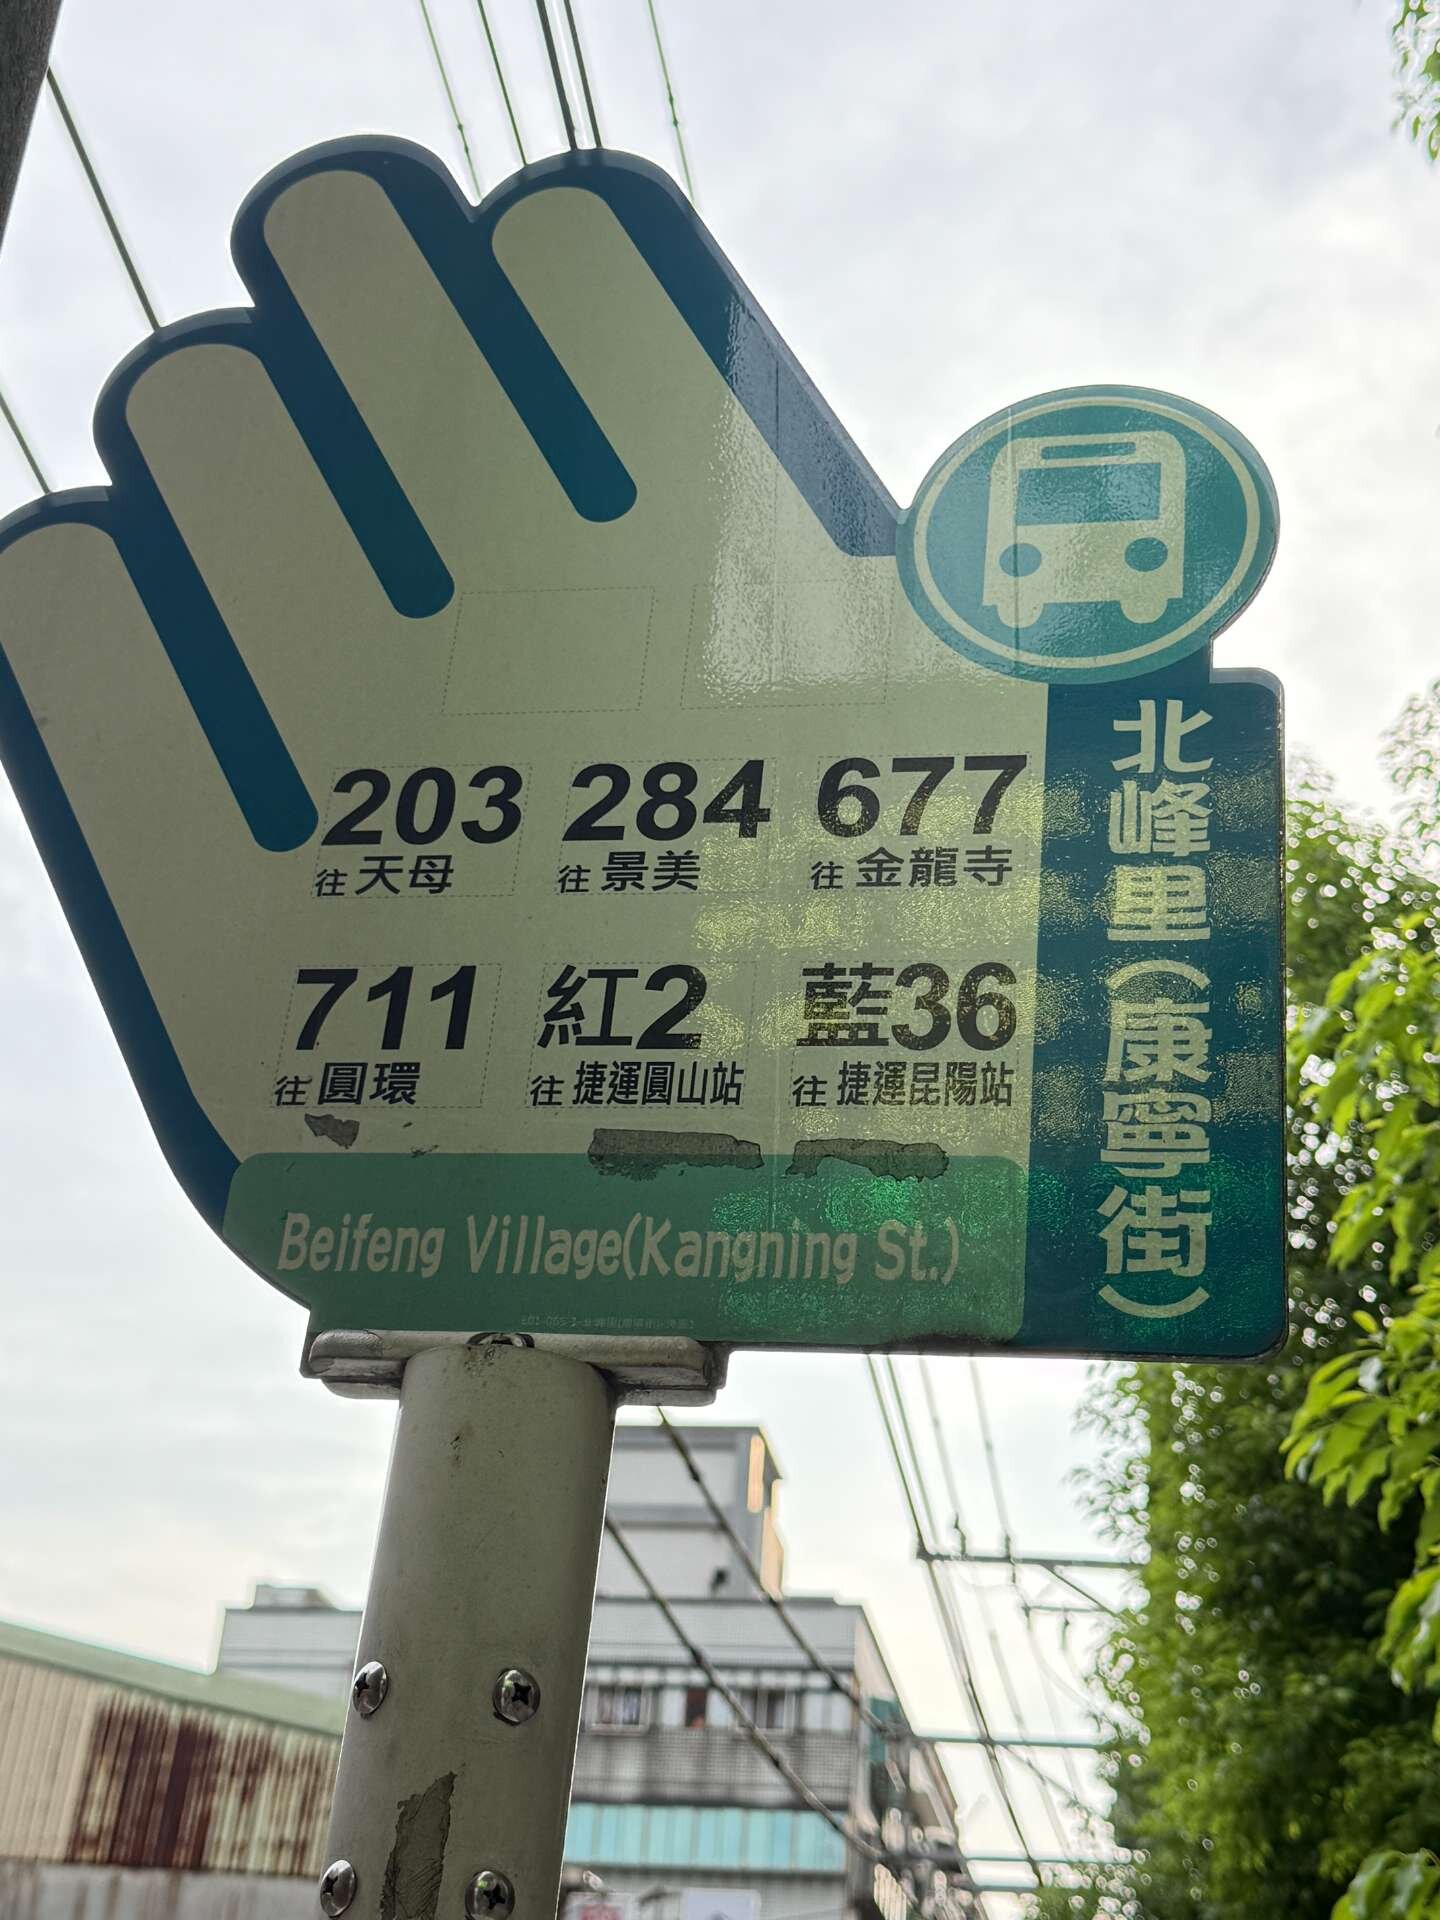 203 284 677
往 天母 往 景美 往 金龍寺
711 紅2 藍36
往 圓環 往 捷運圓山站 往 捷運昆陽站
Beifeng Village(Kangning St.)
北峰里(康寧街)